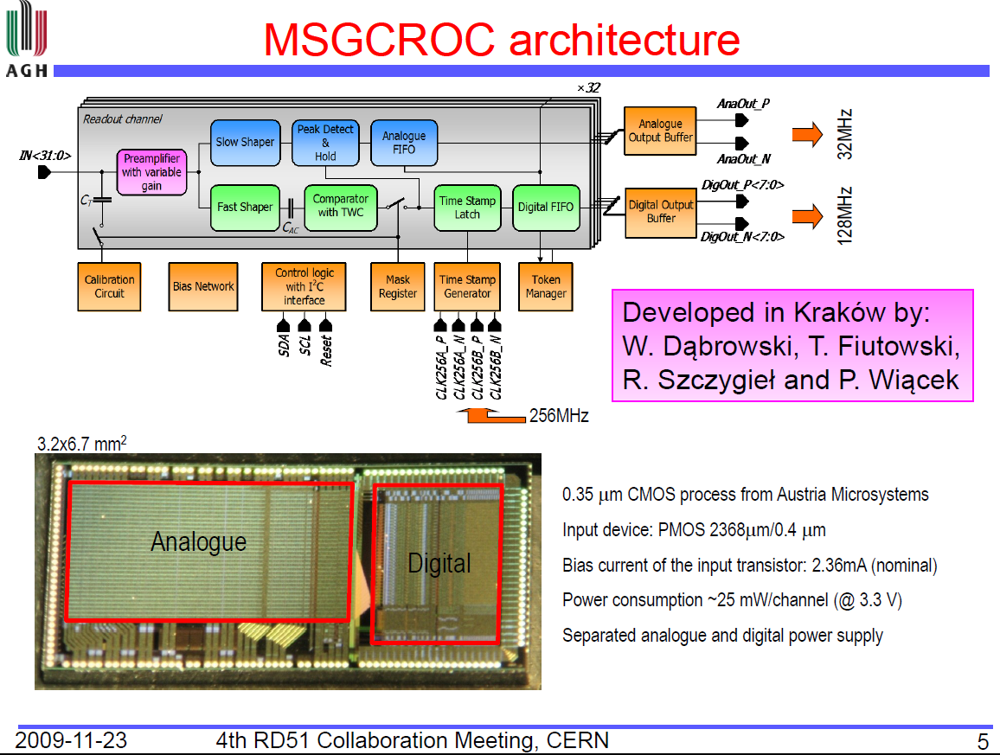 AGH
MSGCROC architecture
×32
Readout channel
IN<31:0>
Preamplifier
with variable
gain
Slow Shaper
Peak Detect
&
Hold
Analogue
FIFO
Analogue
Output Buffer
AnaOut_P
AnaOut_N
32MHz
CT
Fast Shaper
CAC
Comparator
with TWC
Time Stamp
Latch
Digital FIFO
Digital Output
Buffer
DigOut_P<7:0>
DigOut_N<7:0>
128MHz
Calibration
Circuit
Bias Network
Control logic
with I²C
interface
Mask
Register
Time Stamp
Generator
Token
Manager
SDA
SCL
Reset
CLK256A_P
CLK256A_N
CLK256B_P
CLK256B_N
256MHz
Developed in Kraków by:
W. Dąbrowski, T. Fiutowski,
R. Szczygieł and P. Wiącek
3.2x6.7 mm²
Analogue
Digital
0.35 μm CMOS process from Austria Microsystems
Input device: PMOS 2368μm/0.4 μm
Bias current of the input transistor: 2.36mA (nominal)
Power consumption ~25 mW/channel (@ 3.3 V)
Separated analogue and digital power supply
2009-11-23
4th RD51 Collaboration Meeting, CERN
5